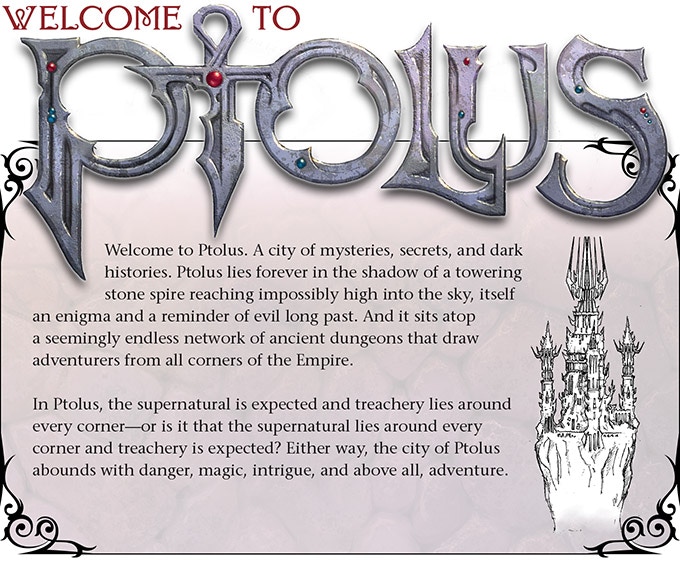 WELCOME TO
PTOLUS
Welcome to Ptolus. A city of mysteries, secrets, and dark
histories. Ptolus lies forever in the shadow of a towering
stone spire reaching impossibly high into the sky, itself
an enigma and a reminder of evil long past. And it sits atop
a seemingly endless network of ancient dungeons that draw
adventurers from all corners of the Empire.
In Ptolus, the supernatural is expected and treachery lies around
every corner—or is it that the supernatural lies around every
corner and treachery is expected? Either way, the city of Ptolus
abounds with danger, magic, intrigue, and above all, adventure.